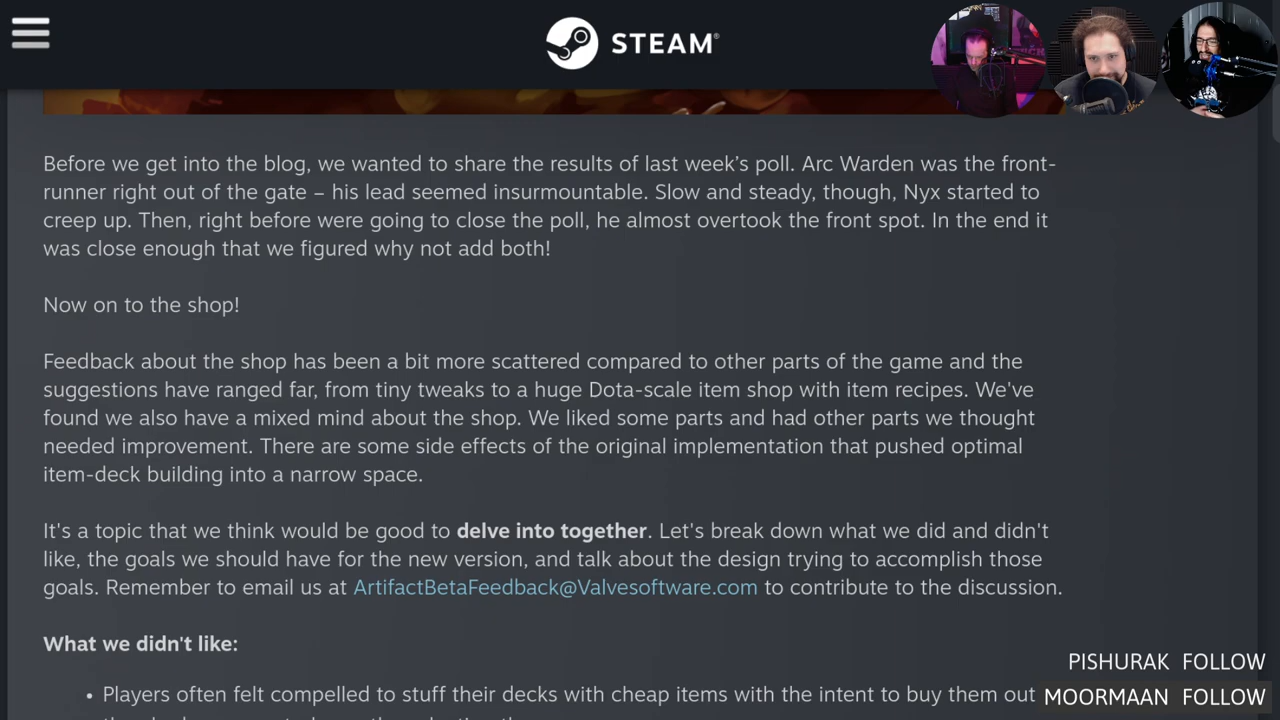 STEAM®
Before we get into the blog, we wanted to share the results of last week’s poll. Arc Warden was the front-
runner right out of the gate – his lead seemed insurmountable. Slow and steady, though, Nyx started to
creep up. Then, right before were going to close the poll, he almost overtook the front spot. In the end it
was close enough that we figured why not add both!
Now on to the shop!
Feedback about the shop has been a bit more scattered compared to other parts of the game and the
suggestions have ranged far, from tiny tweaks to a huge Dota-scale item shop with item recipes. We've
found we also have a mixed mind about the shop. We liked some parts and had other parts we thought
needed improvement. There are some side effects of the original implementation that pushed optimal
item-deck building into a narrow space.
It's a topic that we think would be good to delve into together. Let's break down what we did and didn't
like, the goals we should have for the new version, and talk about the design trying to accomplish those
goals. Remember to email us at ArtifactBetaFeedback@Valvesoftware.com to contribute to the discussion.
What we didn't like:
• Players often felt compelled to stuff their decks with cheap items with the intent to buy them out
PISHURAK FOLLOW
MOORMAAN FOLLOW